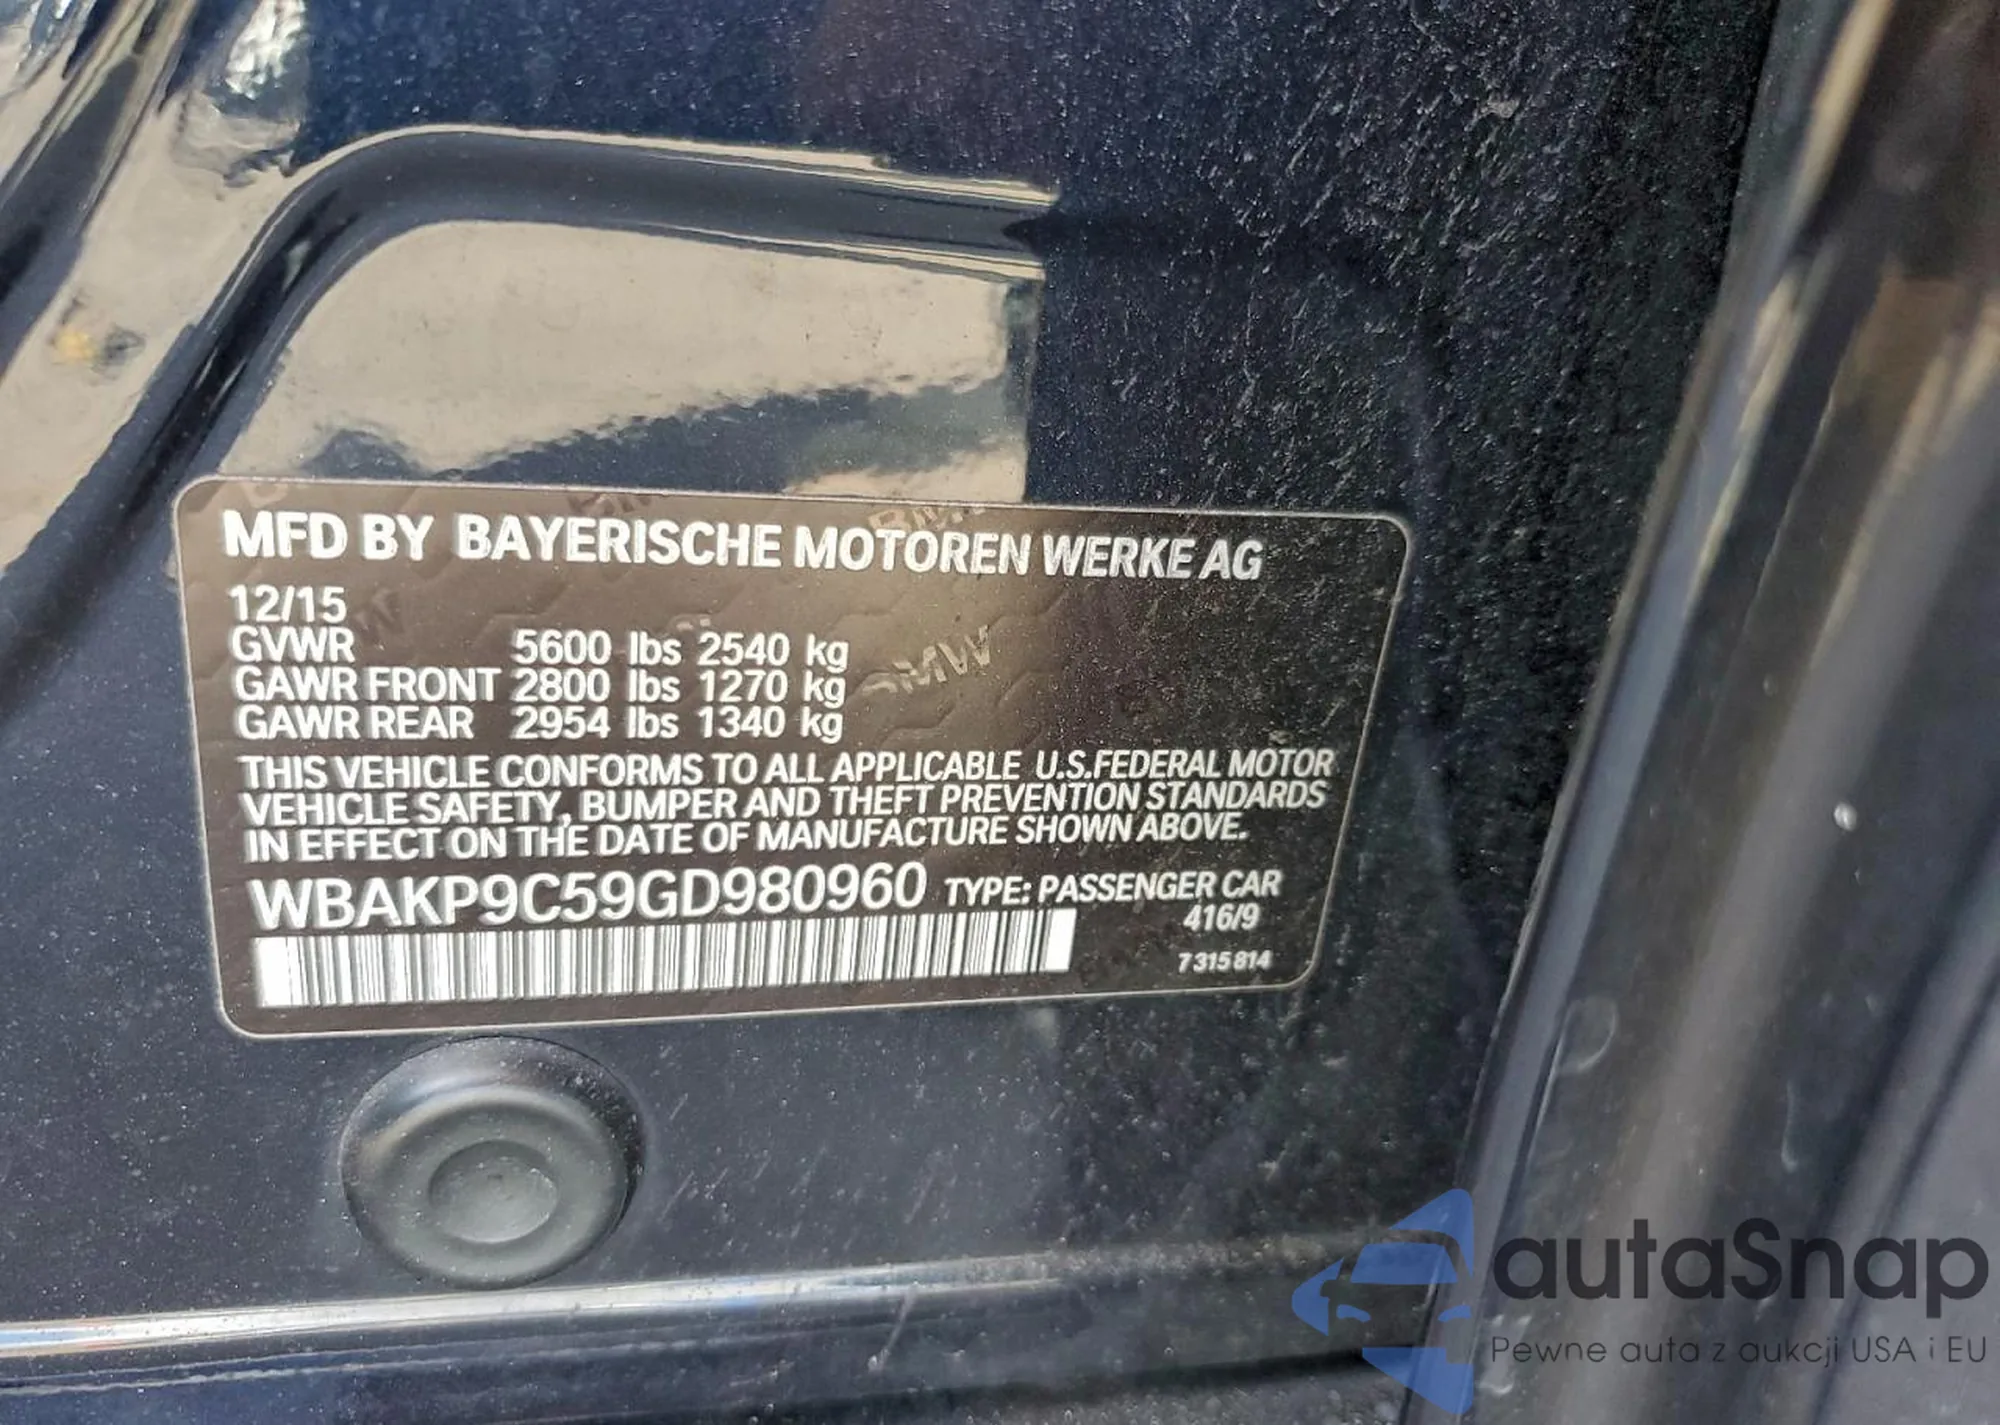 MFD BY BAYERISCHE MOTOREN WERKE AG
12/15
GVWR 5600 lbs 2540 kg
GAWR FRONT 2800 lbs 1270 kg
GAWR REAR 2954 lbs 1340 kg
THIS VEHICLE CONFORMS TO ALL APPLICABLE U.S.FEDERAL MOTOR
VEHICLE SAFETY, BUMPER AND THEFT PREVENTION STANDARDS
IN EFFECT ON THE DATE OF MANUFACTURE SHOWN ABOVE.
WBAKP9C59GD980960 TYPE: PASSENGER CAR
416/9
7315814
autaSnap
Pewne auta z aukcji USA i EU